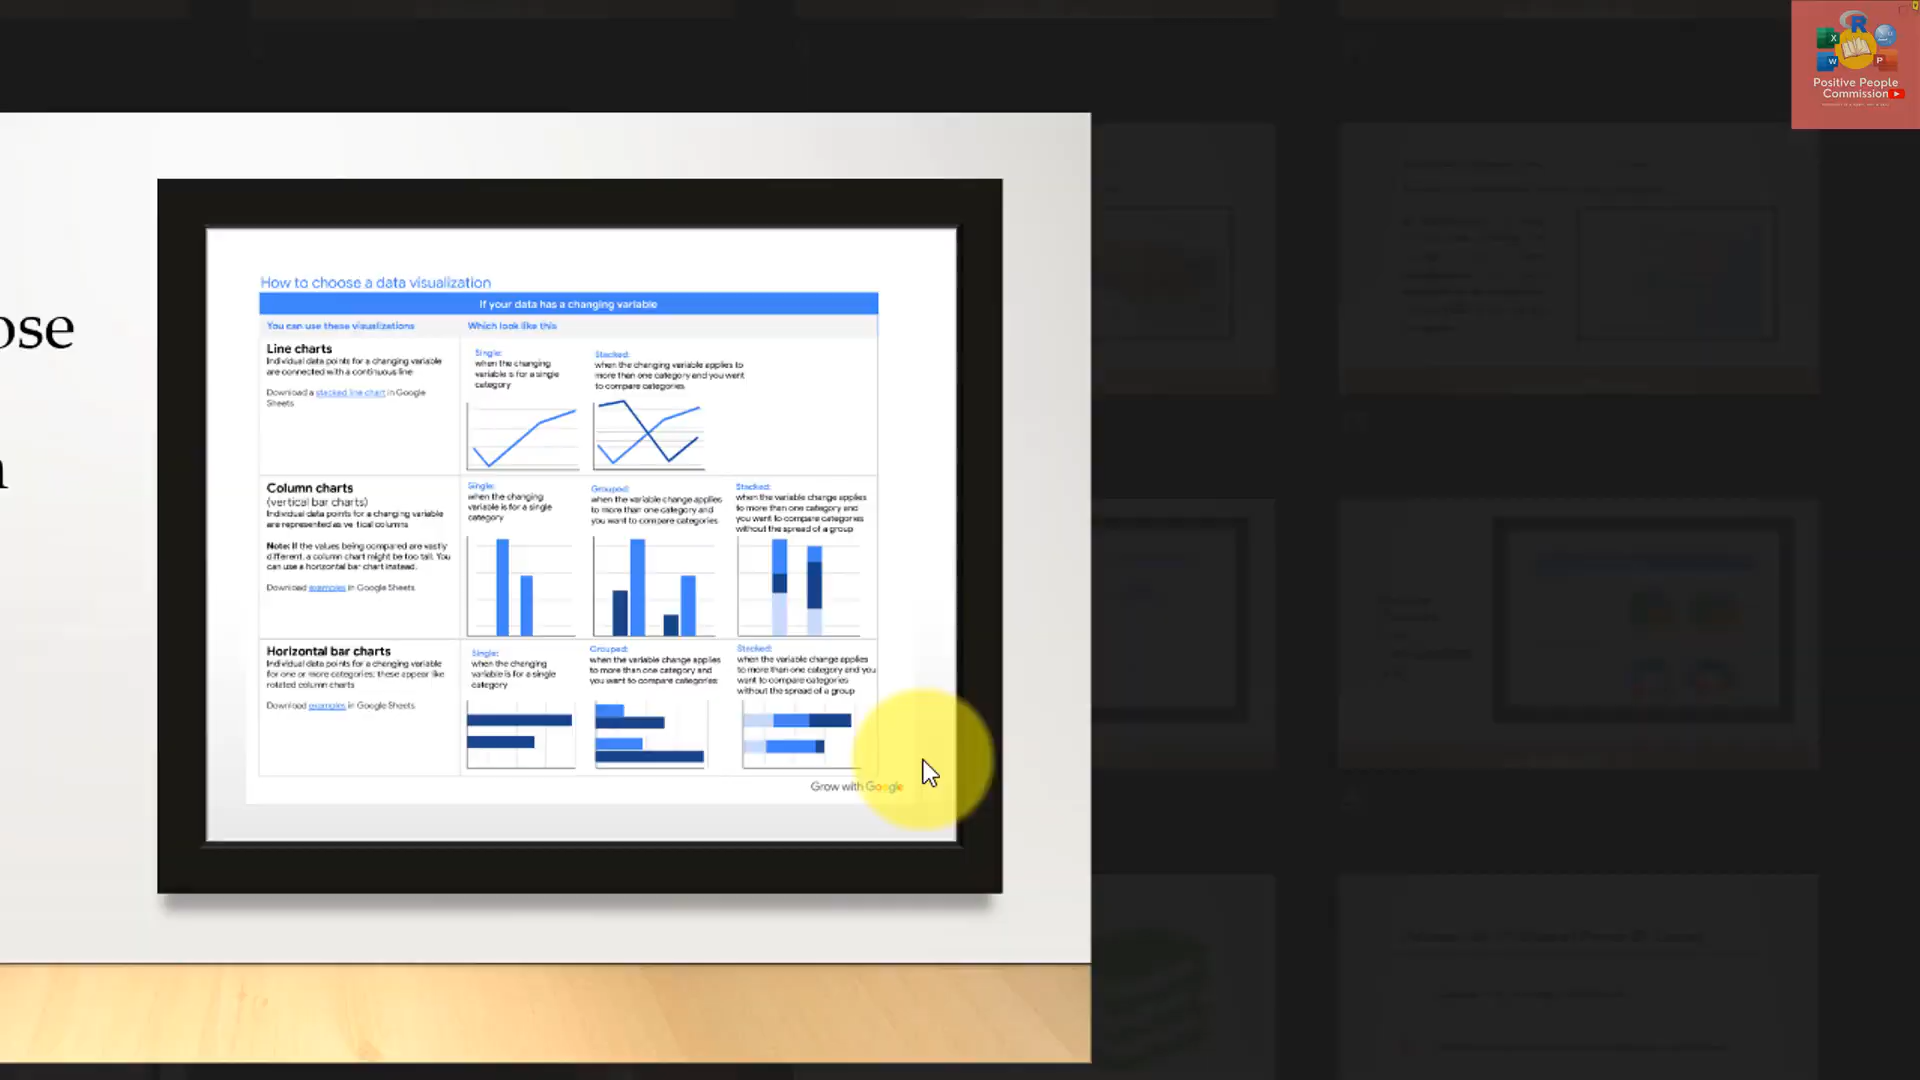 Positive People
Commission
ose
How to choose a data visualization
If your data has a changing variable
You can use these visualizations
Which look like this
Line charts
Individual data points for a changing variable
are connected with a continuous line
Download a stacked line chart in Google
Sheets
Single:
when the changing
variable is for a single
category
Stacked:
when the changing variable applies to
more than one category and you want
to compare categories
Column charts
(vertical bar charts)
Individual data points for a changing variable
are represented as vertical columns
Note: If the values being compared are vastly
different, a column chart might be too tall. You
can use a horizontal bar chart instead.
Download examples in Google Sheets
Single:
when the changing
variable is for a single
category
Grouped:
when the variable change applies
to more than one category and
you want to compare categories
Stacked:
when the variable change applies
to more than one category and
you want to compare categories
without the spread of a group
Horizontal bar charts
Individual data points for a changing variable
for one or more categories; these appear like
rotated column charts
Download examples in Google Sheets
Single:
when the changing
variable is for a single
category
Grouped:
when the variable change applies
to more than one category and
you want to compare categories
Stacked:
when the variable change applies
to more than one category and you
want to compare categories
without the spread of a group
Grow with Google